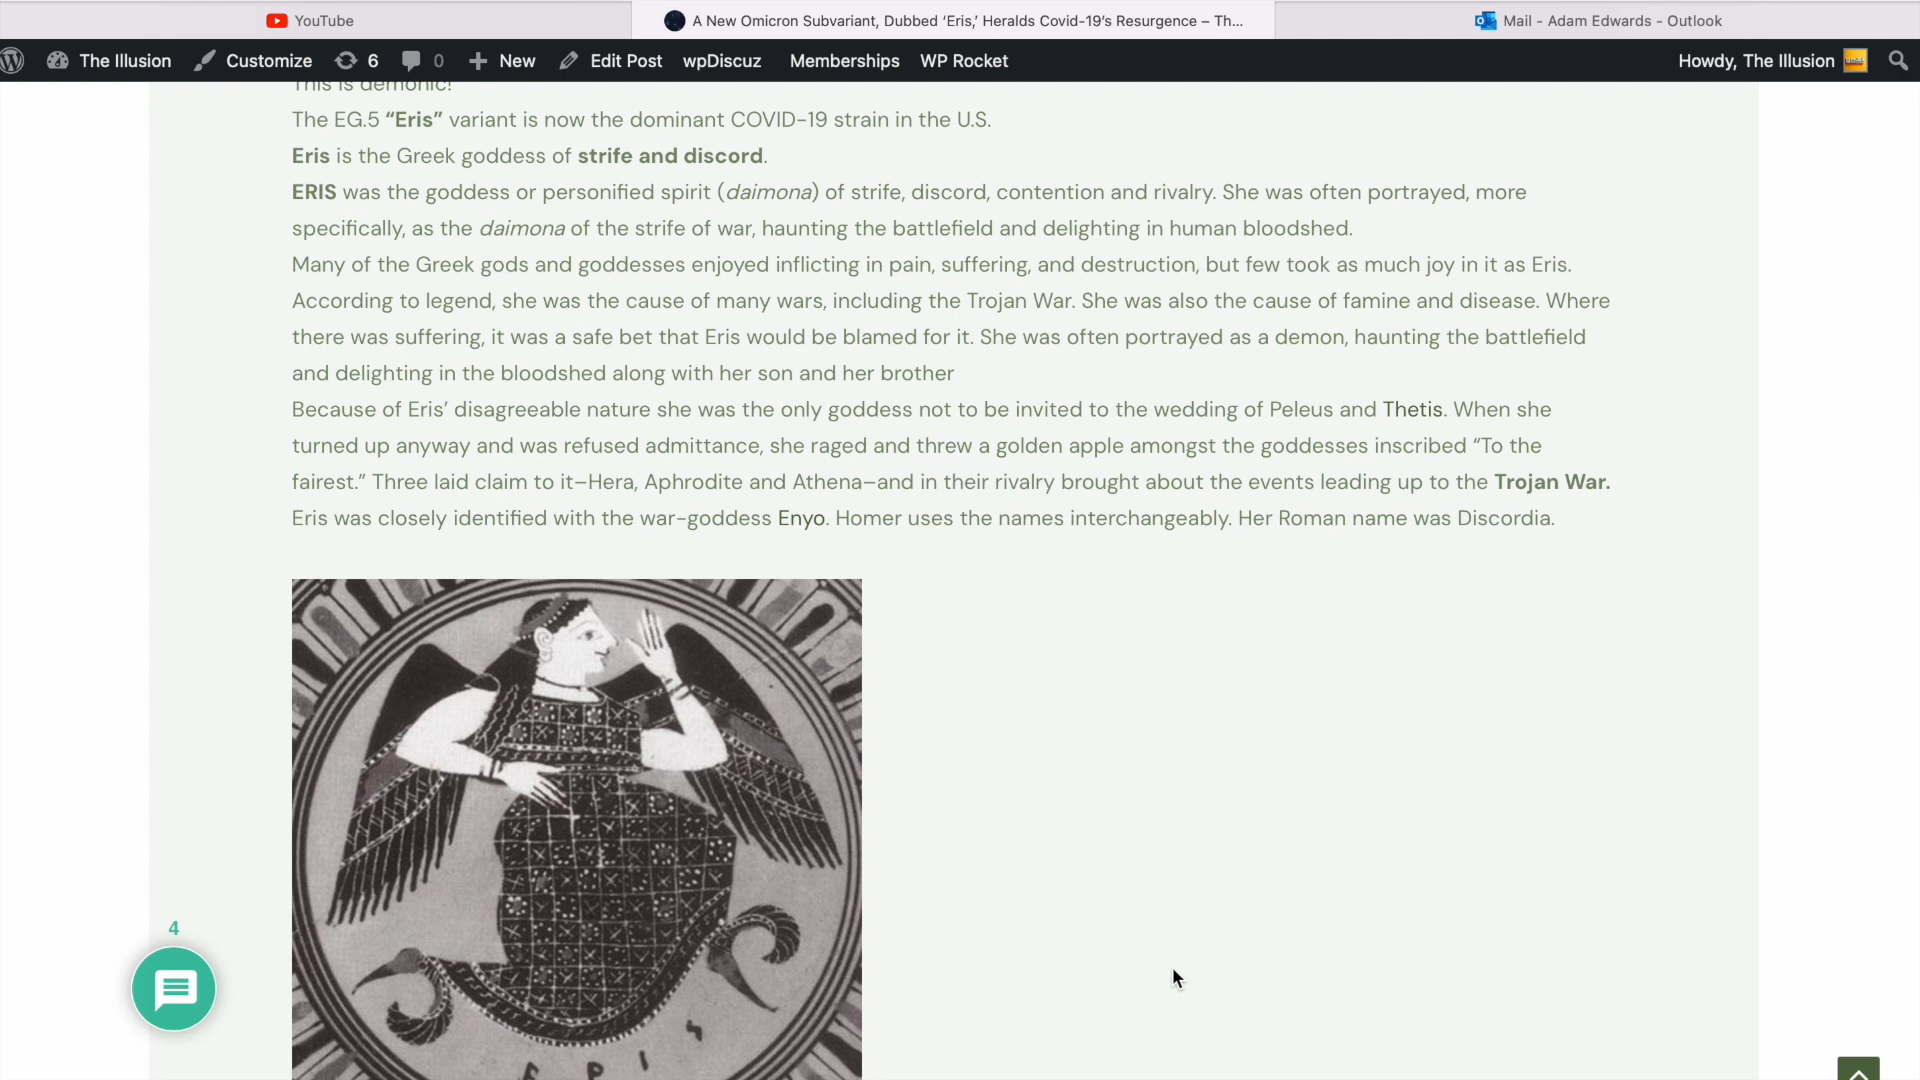 YouTube
A New Omicron Subvariant, Dubbed ‘Eris,’ Heralds Covid-19’s Resurgence – Th...
Mail - Adam Edwards - Outlook
The Illusion
Customize
6
0
New
Edit Post
wpDiscuz
Memberships
WP Rocket
Howdy, The Illusion
This is demonic!
The EG.5 “Eris” variant is now the dominant COVID-19 strain in the U.S.
Eris is the Greek goddess of strife and discord.
ERIS was the goddess or personified spirit (daimona) of strife, discord, contention and rivalry. She was often portrayed, more
specifically, as the daimona of the strife of war, haunting the battlefield and delighting in human bloodshed.
Many of the Greek gods and goddesses enjoyed inflicting in pain, suffering, and destruction, but few took as much joy in it as Eris.
According to legend, she was the cause of many wars, including the Trojan War. She was also the cause of famine and disease. Where
there was suffering, it was a safe bet that Eris would be blamed for it. She was often portrayed as a demon, haunting the battlefield
and delighting in the bloodshed along with her son and her brother
Because of Eris’ disagreeable nature she was the only goddess not to be invited to the wedding of Peleus and Thetis. When she
turned up anyway and was refused admittance, she raged and threw a golden apple amongst the goddesses inscribed “To the
fairest.” Three laid claim to it–Hera, Aphrodite and Athena–and in their rivalry brought about the events leading up to the Trojan War.
Eris was closely identified with the war-goddess Enyo. Homer uses the names interchangeably. Her Roman name was Discordia.
4